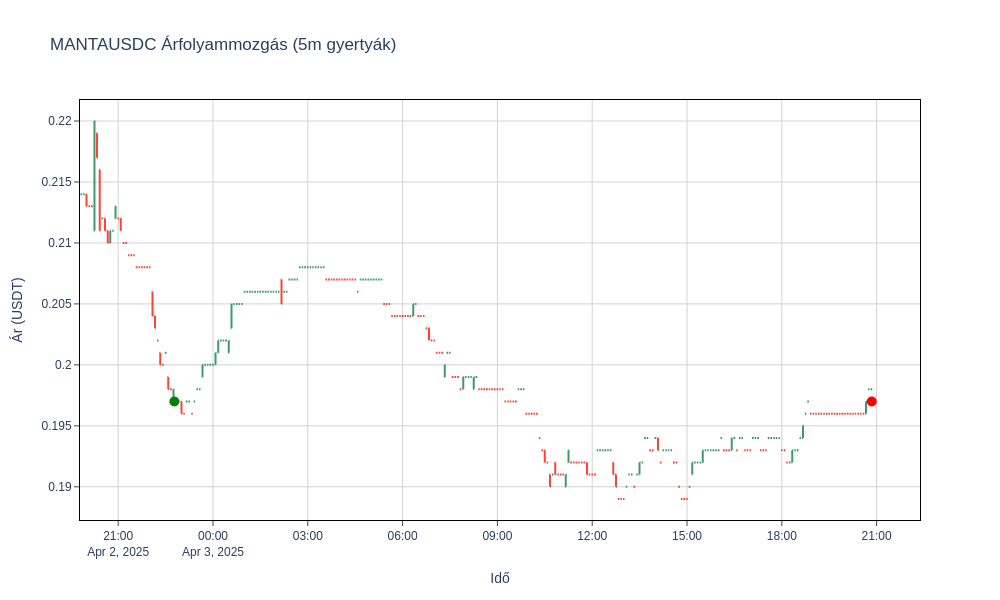 MANTAUSDC Árfolyammozgás (5m gyertyák)
0.22
0.215
0.21
0.205
0.2
0.195
0.19
Ár (USDT)
21:00 00:00 03:00 06:00 09:00 12:00 15:00 18:00 21:00
Apr 2, 2025 Apr 3, 2025
Idő